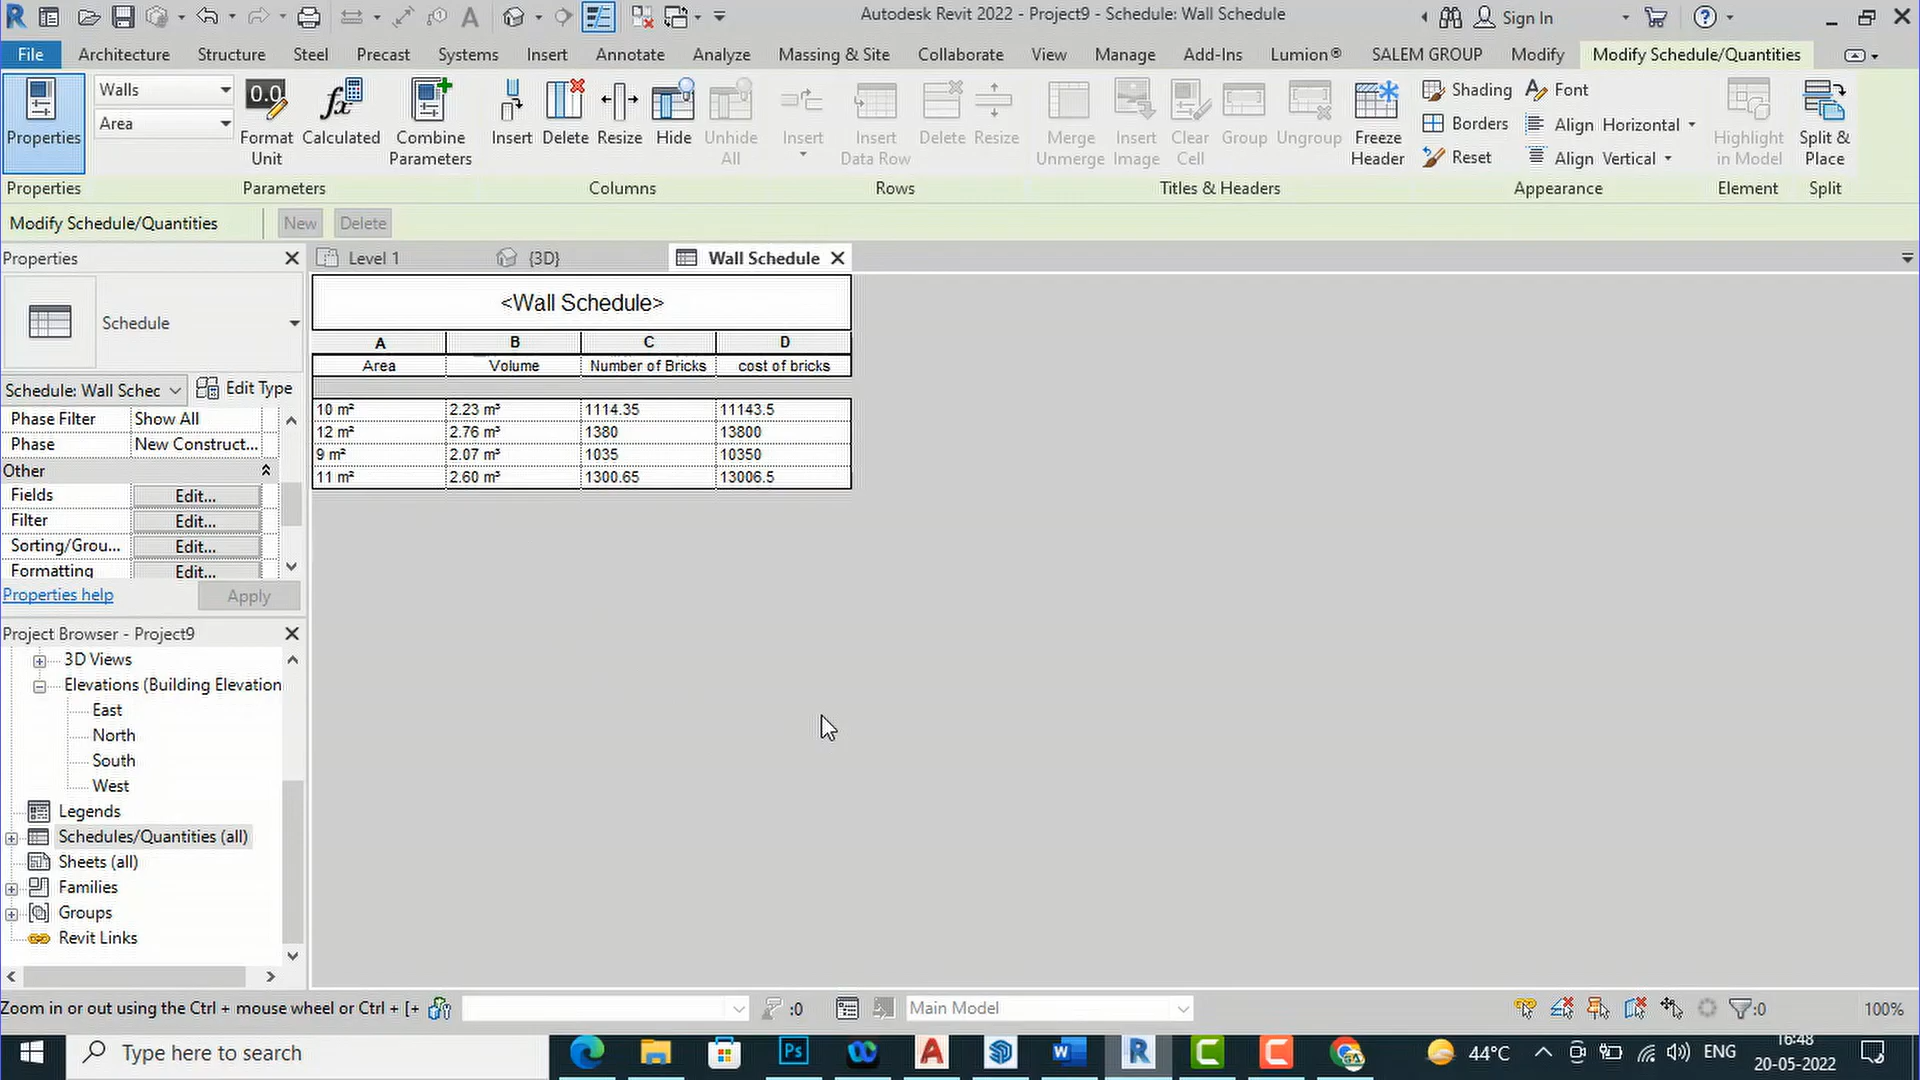 Autodesk Revit 2022 - Project9 - Schedule: Wall Schedule
Sign In
File Architecture Structure Steel Precast Systems Insert Annotate Analyze Massing & Site Collaborate View Manage Add-Ins Lumion® SALEM GROUP Modify Modify Schedule/Quantities
Properties
Walls
Area
0.0
Format Unit
Calculated
Combine Parameters
Insert
Delete
Resize
Hide
Unhide All
Insert
Insert Data Row
Delete
Resize
Merge Unmerge
Insert Image
Clear Cell
Group
Ungroup
Freeze Header
Shading
Borders
Reset
Font
Align Horizontal
Align Vertical
Highlight in Model
Split & Place
Properties Parameters Columns Rows Titles & Headers Appearance Element Split
Modify Schedule/Quantities New Delete
Properties
Level 1 {3D} Wall Schedule
Schedule
Schedule: Wall Schec Edit Type
Phase Filter Show All
Phase New Construct...
Other
Fields Edit...
Filter Edit...
Sorting/Grou... Edit...
Formatting Edit...
Properties help Apply
<Wall Schedule>
A B C D
Area Volume Number of Bricks cost of bricks
10 m² 2.23 m³ 1114.35 11143.5
12 m² 2.76 m³ 1380 13800
9 m² 2.07 m³ 1035 10350
11 m² 2.60 m³ 1300.65 13006.5
Project Browser - Project9
3D Views
Elevations (Building Elevation
East
North
South
West
Legends
Schedules/Quantities (all)
Sheets (all)
Families
Groups
Revit Links
Zoom in or out using the Ctrl + mouse wheel or Ctrl + [+
:0
Main Model
:0
100%
Type here to search
44°C
ENG
16:48
20-05-2022